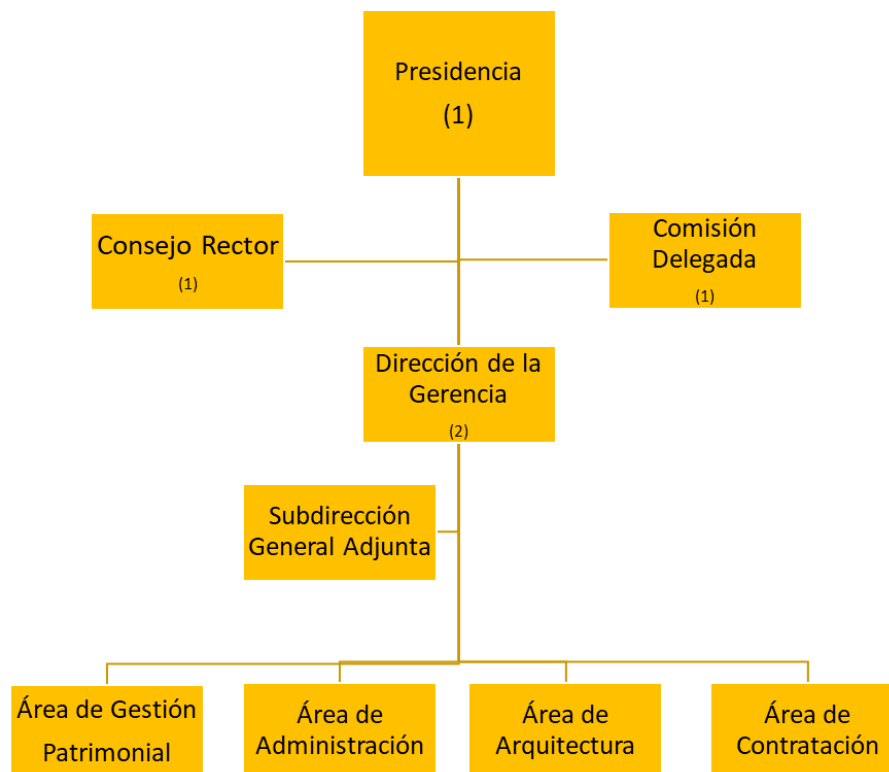 Presidencia
(1)
Consejo Rector
(1)
Comisión
Delegada
(1)
Dirección de la
Gerencia
(2)
Subdirección
General Adjunta
Área de Gestión
Patrimonial
Área de
Administración
Área de
Arquitectura
Área de
Contratación